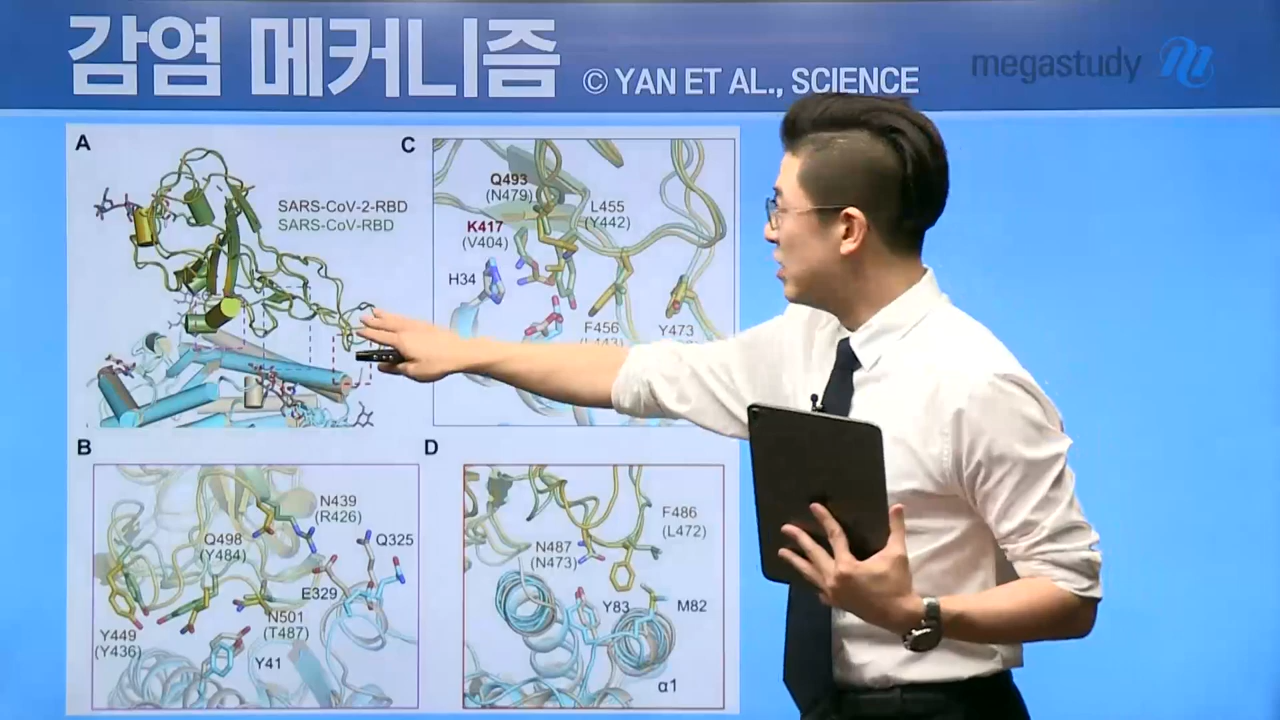 감염 메커니즘 © YAN ET AL., SCIENCE
megastudy
A
SARS-CoV-2-RBD
SARS-CoV-RBD
C
Q493
(N479)
L455
(Y442)
K417
(V404)
H34
F456
Y473
B
N439
(R426)
Q498
(Y484)
Q325
E329
N501
(T487)
Y449
(Y436)
Y41
D
F486
(L472)
N487
(N473)
Y83
M82
α1